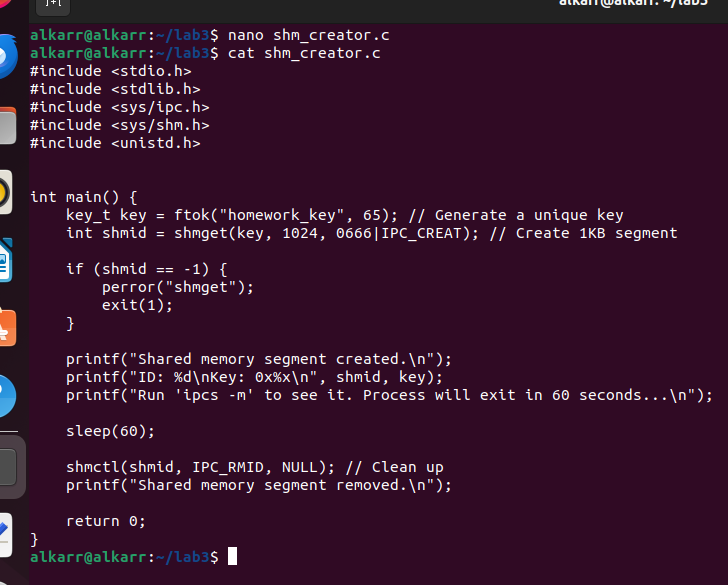 alkarr@alkarr: ~/lab3
alkarr@alkarr:~/lab3$ nano shm_creator.c
alkarr@alkarr:~/lab3$ cat shm_creator.c
#include <stdio.h>
#include <stdlib.h>
#include <sys/ipc.h>
#include <sys/shm.h>
#include <unistd.h>


int main() {
    key_t key = ftok("homework_key", 65); // Generate a unique key
    int shmid = shmget(key, 1024, 0666|IPC_CREAT); // Create 1KB segment

    if (shmid == -1) {
        perror("shmget");
        exit(1);
    }

    printf("Shared memory segment created.\n");
    printf("ID: %d\nKey: 0x%x\n", shmid, key);
    printf("Run 'ipcs -m' to see it. Process will exit in 60 seconds...\n");

    sleep(60);

    shmctl(shmid, IPC_RMID, NULL); // Clean up
    printf("Shared memory segment removed.\n");

    return 0;
}
alkarr@alkarr:~/lab3$